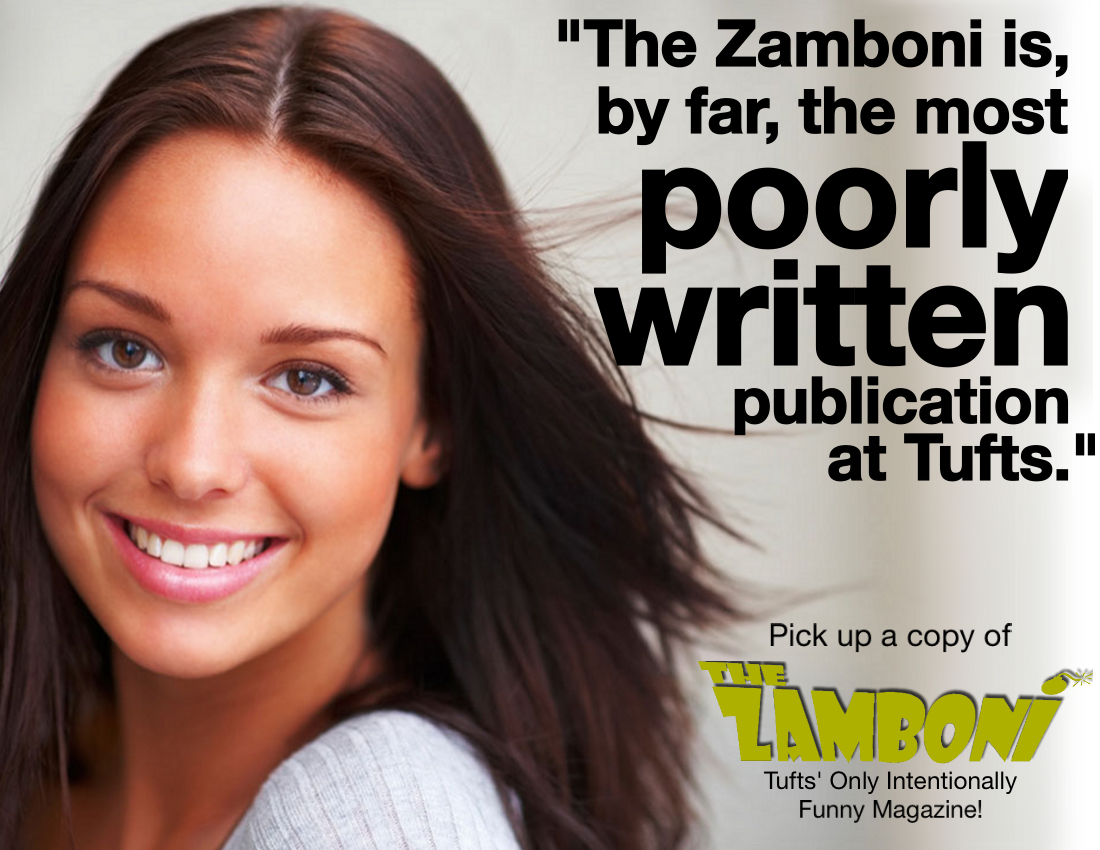 "The Zamboni is,
by far, the most
poorly
written
publication
at Tufts."
Pick up a copy of
THE
ZAMBONI
Tufts' Only Intentionally
Funny Magazine!